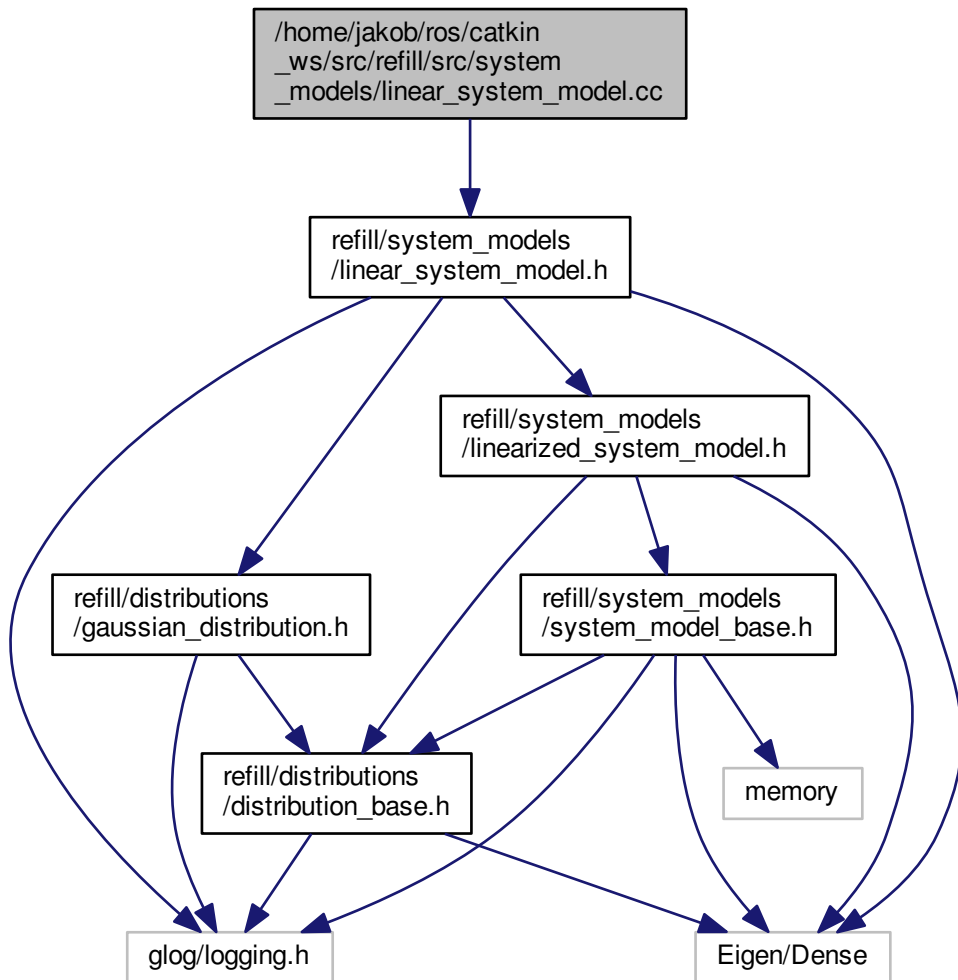 /home/jakob/ros/catkin
_ws/src/refill/src/system
_models/linear_system_model.cc
refill/system_models
/linear_system_model.h
refill/system_models
/linearized_system_model.h
refill/distributions
/gaussian_distribution.h
refill/system_models
/system_model_base.h
refill/distributions
/distribution_base.h
memory
glog/logging.h
Eigen/Dense